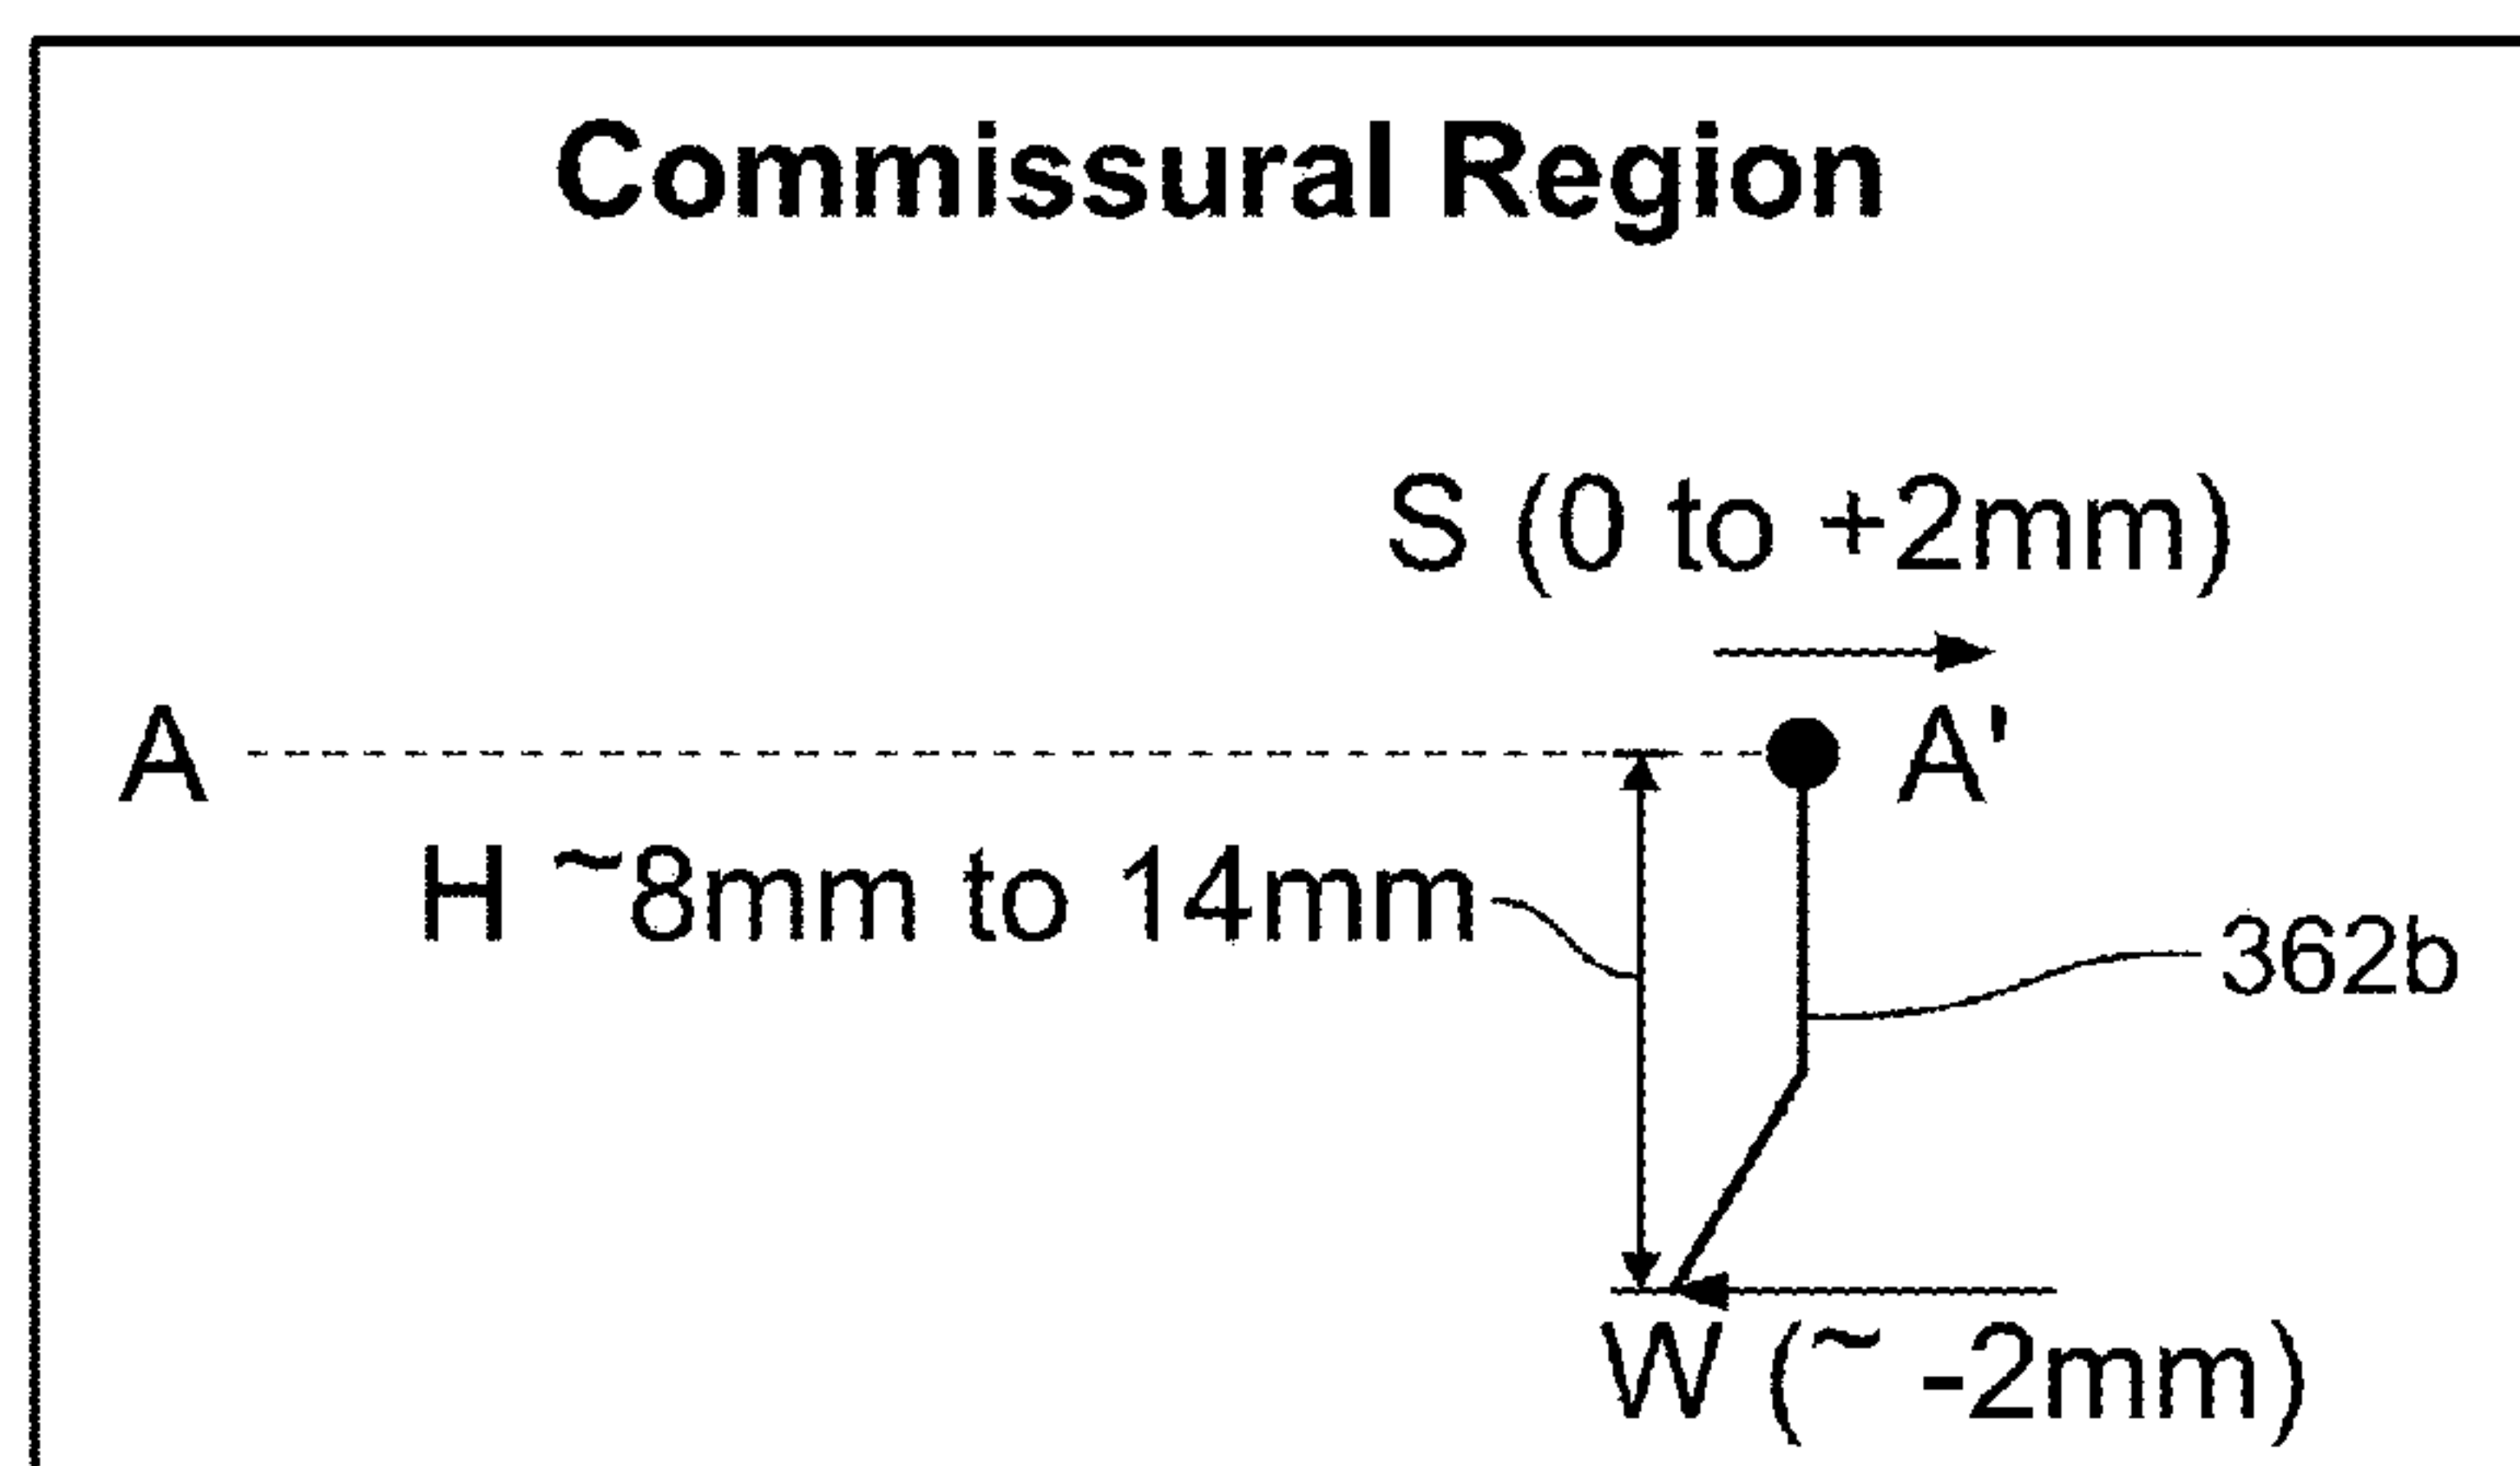 Commissural Region
S (0 to +2mm)
A A'
H ~8mm to 14mm
362b
W (~ -2mm)